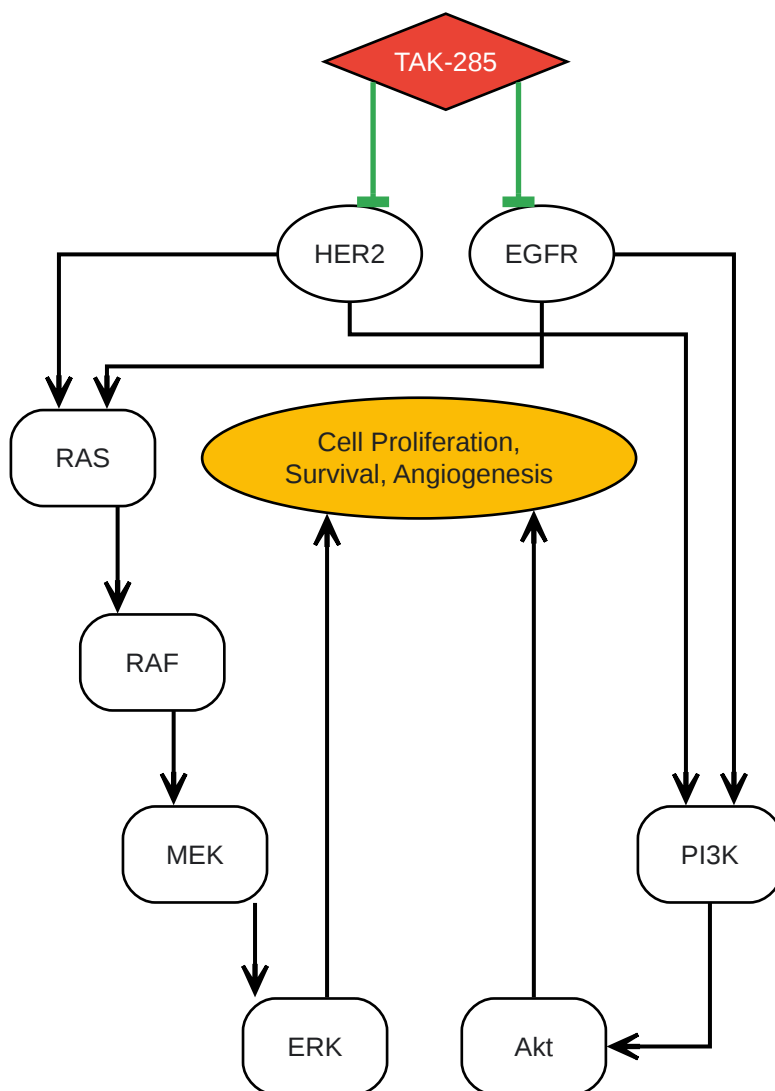 TAK-285
HER2
EGFR
RAS
Cell Proliferation,
Survival, Angiogenesis
RAF
MEK
PI3K
ERK
Akt